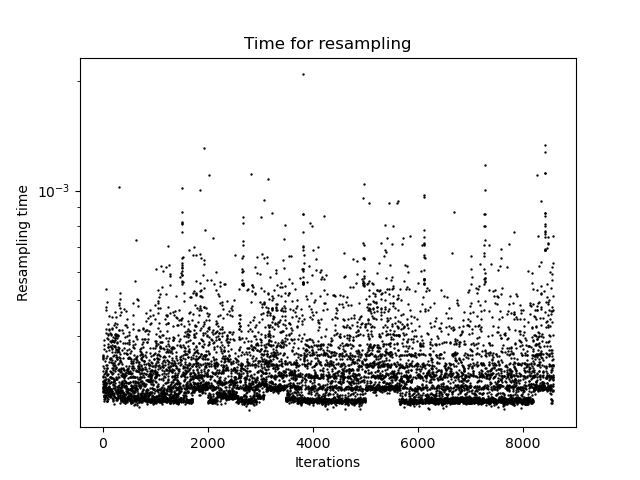 Time for resampling
Resampling time
10⁻³
0 2000 4000 6000 8000
Iterations